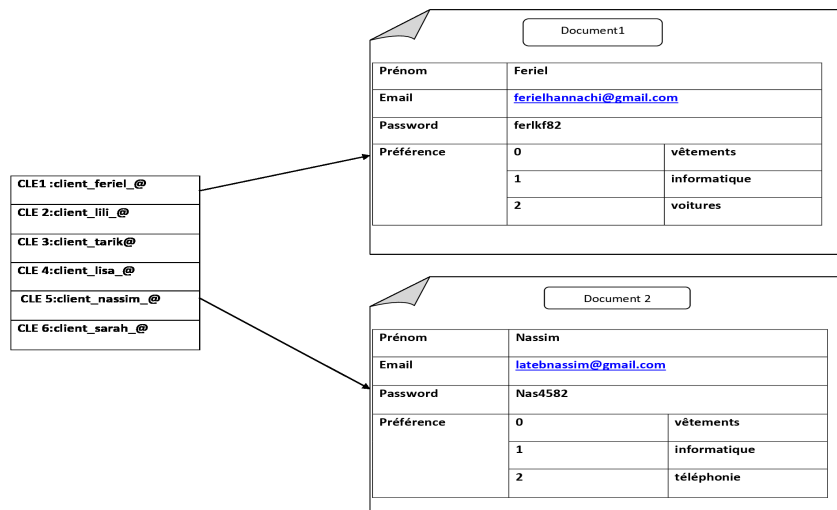 Document1
Prénom Feriel
Email ferielhannachi@gmail.com
Password ferlkf82
Préférence 0 vêtements
1 informatique
2 voitures
CLE1 :client_feriel_@
CLE 2:client_lili_@
CLE 3:client_tarik@
CLE 4:client_lisa_@
CLE 5:client_nassim_@
CLE 6:client_sarah_@
Document 2
Prénom Nassim
Email latebnassim@gmail.com
Password Nas4582
Préférence 0 vêtements
1 informatique
2 téléphonie